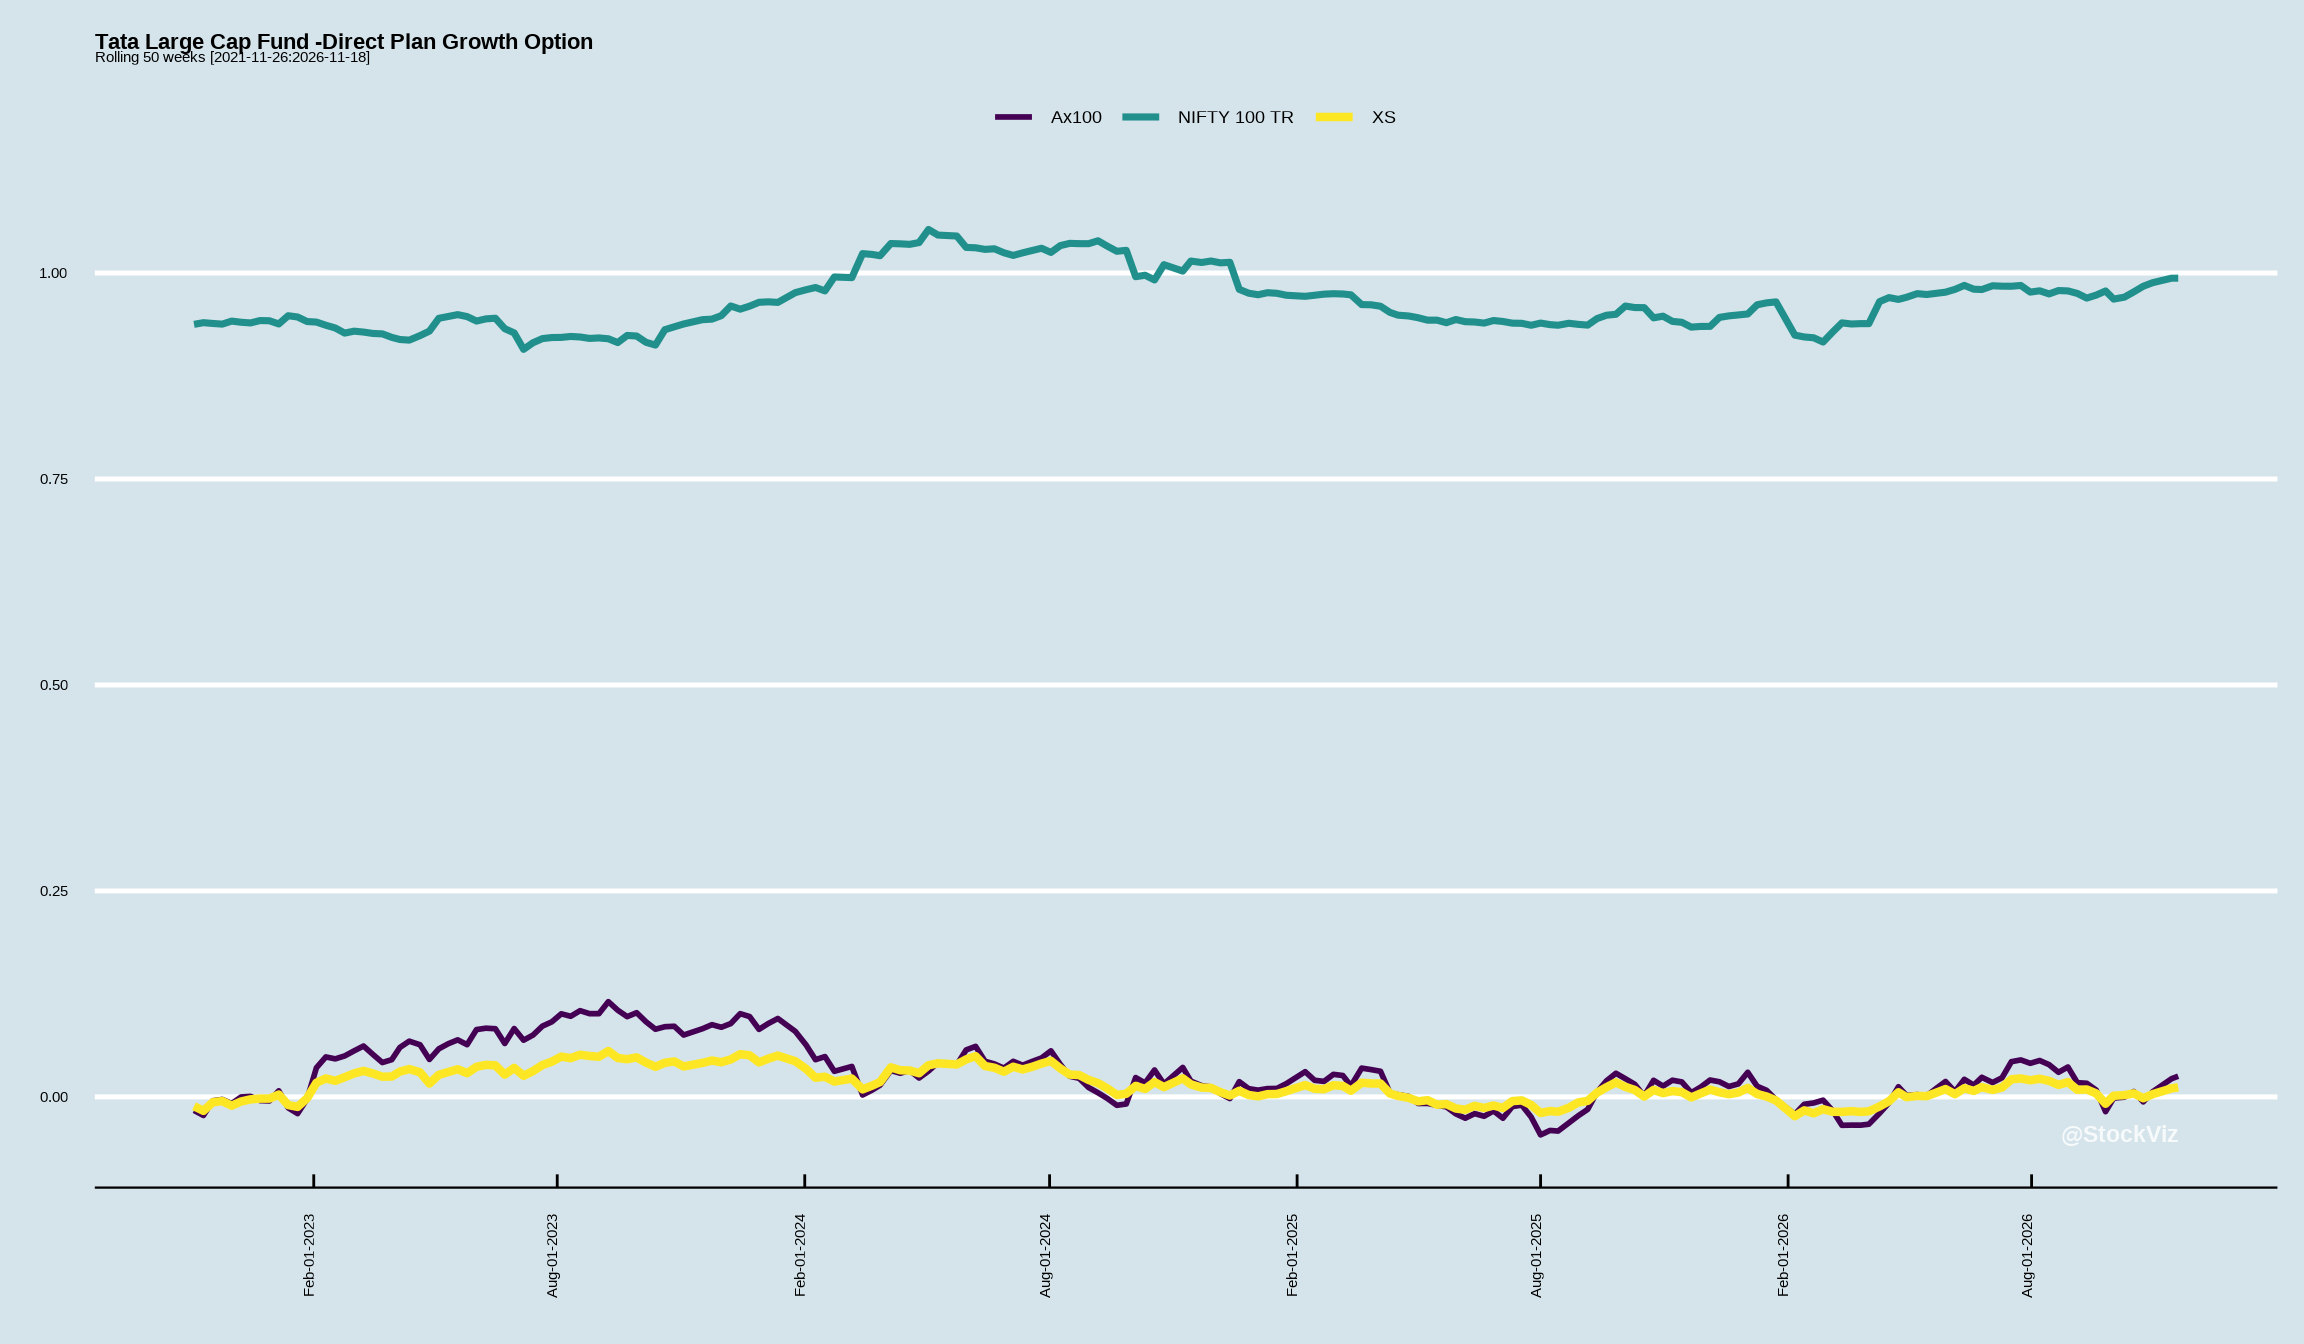 Tata Large Cap Fund -Direct Plan Growth Option
Rolling 50 weeks [2021-11-26:2026-11-18]
Ax100 NIFTY 100 TR XS
1.00
0.75
0.50
0.25
0.00
@StockViz
Feb-01-2023 Aug-01-2023 Feb-01-2024 Aug-01-2024 Feb-01-2025 Aug-01-2025 Feb-01-2026 Aug-01-2026